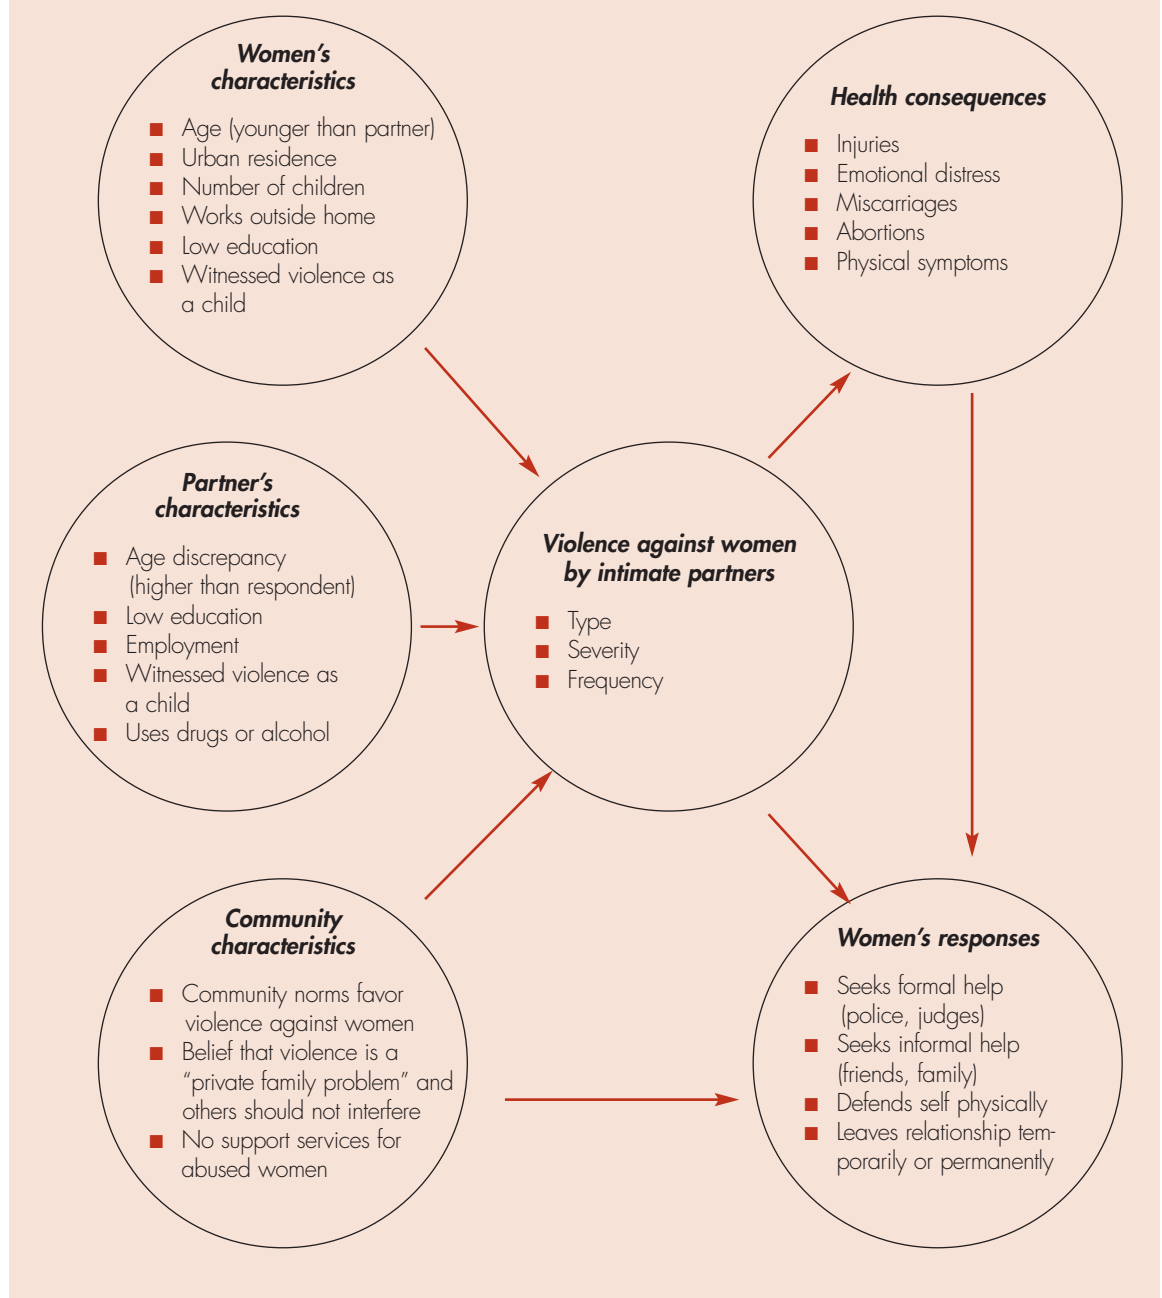 Women's
characteristics
Age (younger than partner)
Urban residence
Number of children
Works outside home
Low education
Witnessed violence as
a child
Health consequences
Injuries
Emotional distress
Miscarriages
Abortions
Physical symptoms
Partner's
characteristics
Age discrepancy
(higher than respondent)
Low education
Employment
Witnessed violence as
a child
Uses drugs or alcohol
Violence against women
by intimate partners
Type
Severity
Frequency
Community
characteristics
Community norms favor
violence against women
Belief that violence is a
“private family problem” and
others should not interfere
No support services for
abused women
Women's responses
Seeks formal help
(police, judges)
Seeks informal help
(friends, family)
Defends self physically
Leaves relationship tem-
porarily or permanently